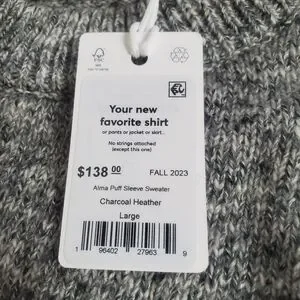 FSC
Your new
favorite shirt
or pants or jacket or skirt...
No strings attached
(except this one)
$138.00
FALL 2023
Alma Puff Sleeve Sweater
Charcoal Heather
Large
1 96402 27963 9